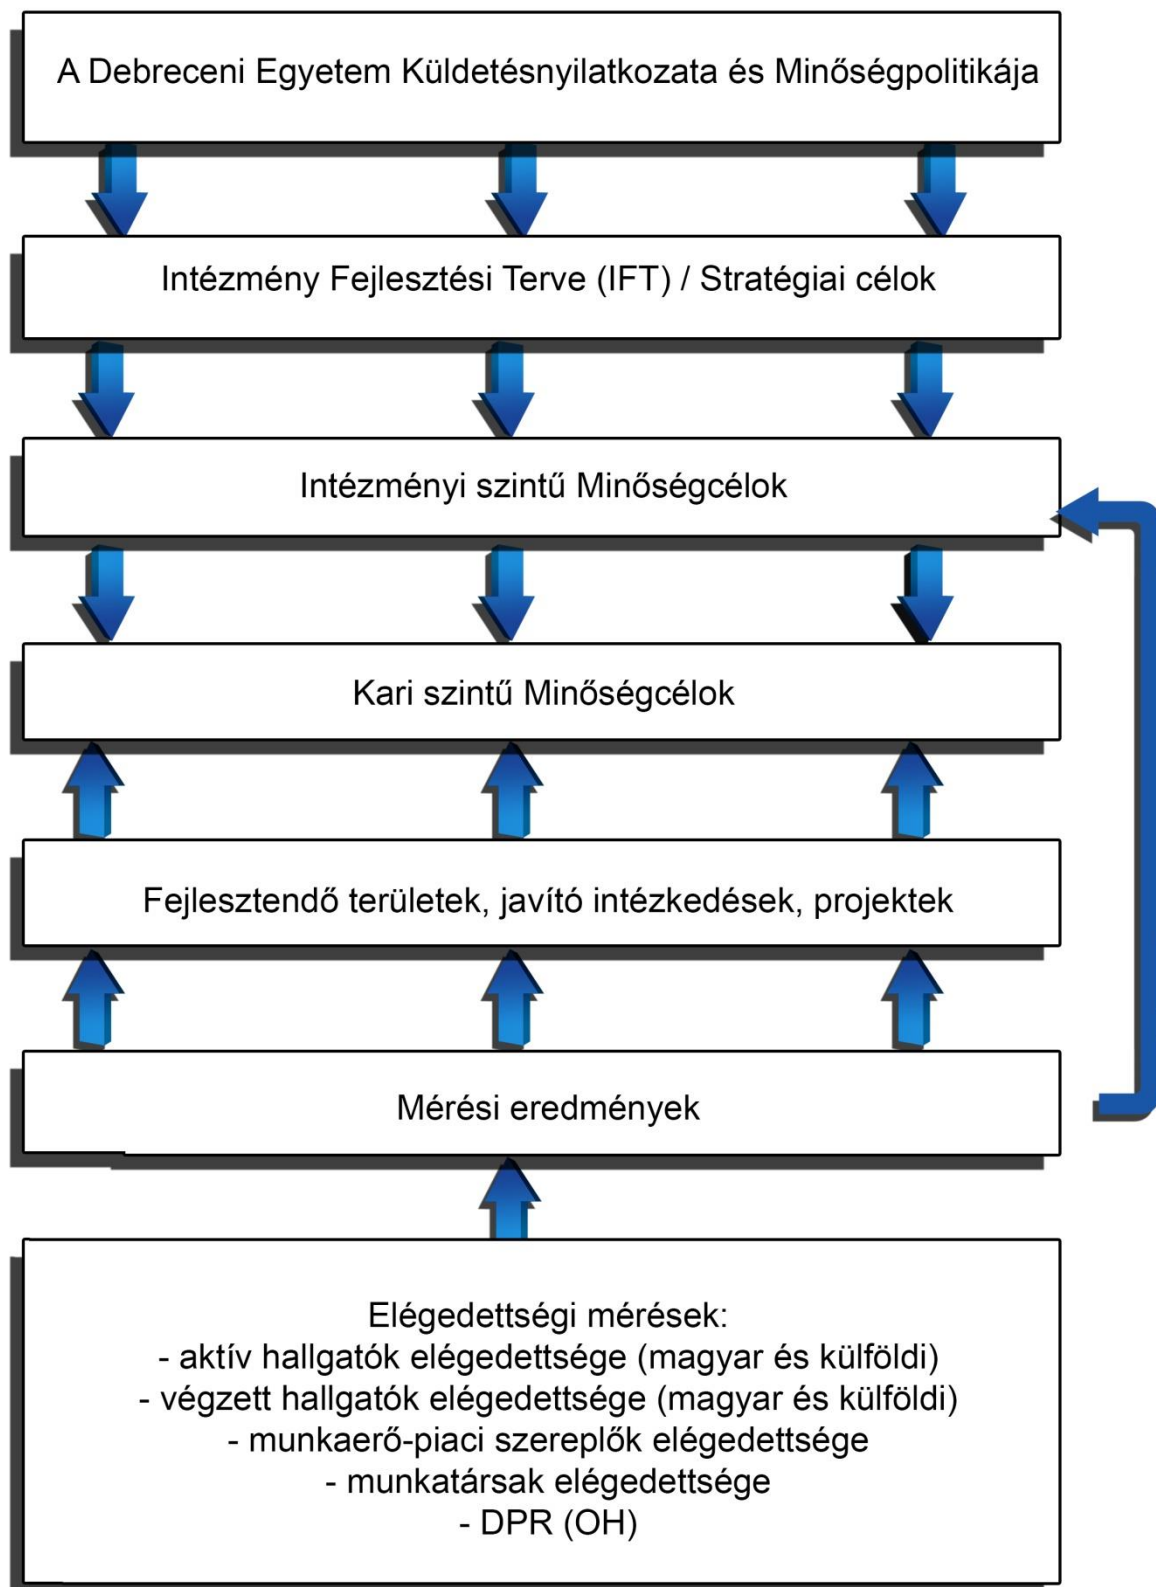 A Debreceni Egyetem Küldetésnyilatkozata és Minőségpolitikája
Intézmény Fejlesztési Terve (IFT) / Stratégiai célok
Intézményi szintű Minőségcélok
Kari szintű Minőségcélok
Fejlesztendő területek, javító intézkedések, projektek
Mérési eredmények
Elégedettségi mérések:
- aktív hallgatók elégedettsége (magyar és külföldi)
- végzett hallgatók elégedettsége (magyar és külföldi)
- munkaerő-piaci szereplők elégedettsége
- munkatársak elégedettsége
- DPR (OH)